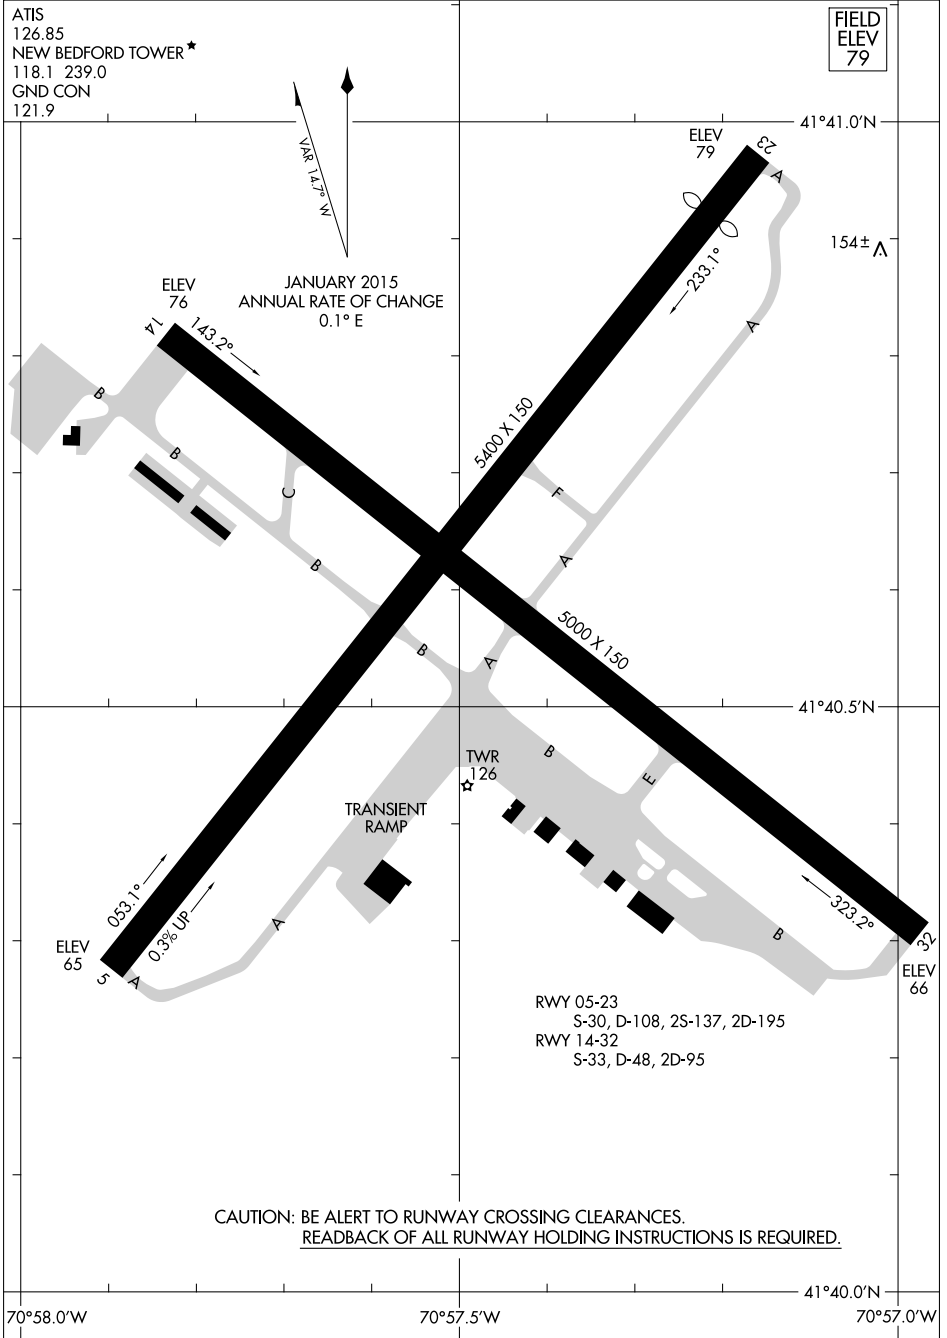 ATIS
126.85
NEW BEDFORD TOWER★
118.1 239.0
GND CON
121.9
FIELD
ELEV
79
VAR 14.7° W
JANUARY 2015
ANNUAL RATE OF CHANGE
0.1° E
41°41.0'N
ELEV
79
23
A
154±
233.1°
ELEV
76
14
143.2°
A
B
B
C
5400 X 150
F
B
A
5000 X 150
B
A
41°40.5'N
B
TWR
126
E
TRANSIENT
RAMP
053.1°
0.3% UP
A
323.2°
B
32
ELEV
66
ELEV
65
5
A
RWY 05-23
S-30, D-108, 2S-137, 2D-195
RWY 14-32
S-33, D-48, 2D-95
CAUTION: BE ALERT TO RUNWAY CROSSING CLEARANCES.
READBACK OF ALL RUNWAY HOLDING INSTRUCTIONS IS REQUIRED.
41°40.0'N
70°58.0'W
70°57.5'W
70°57.0'W